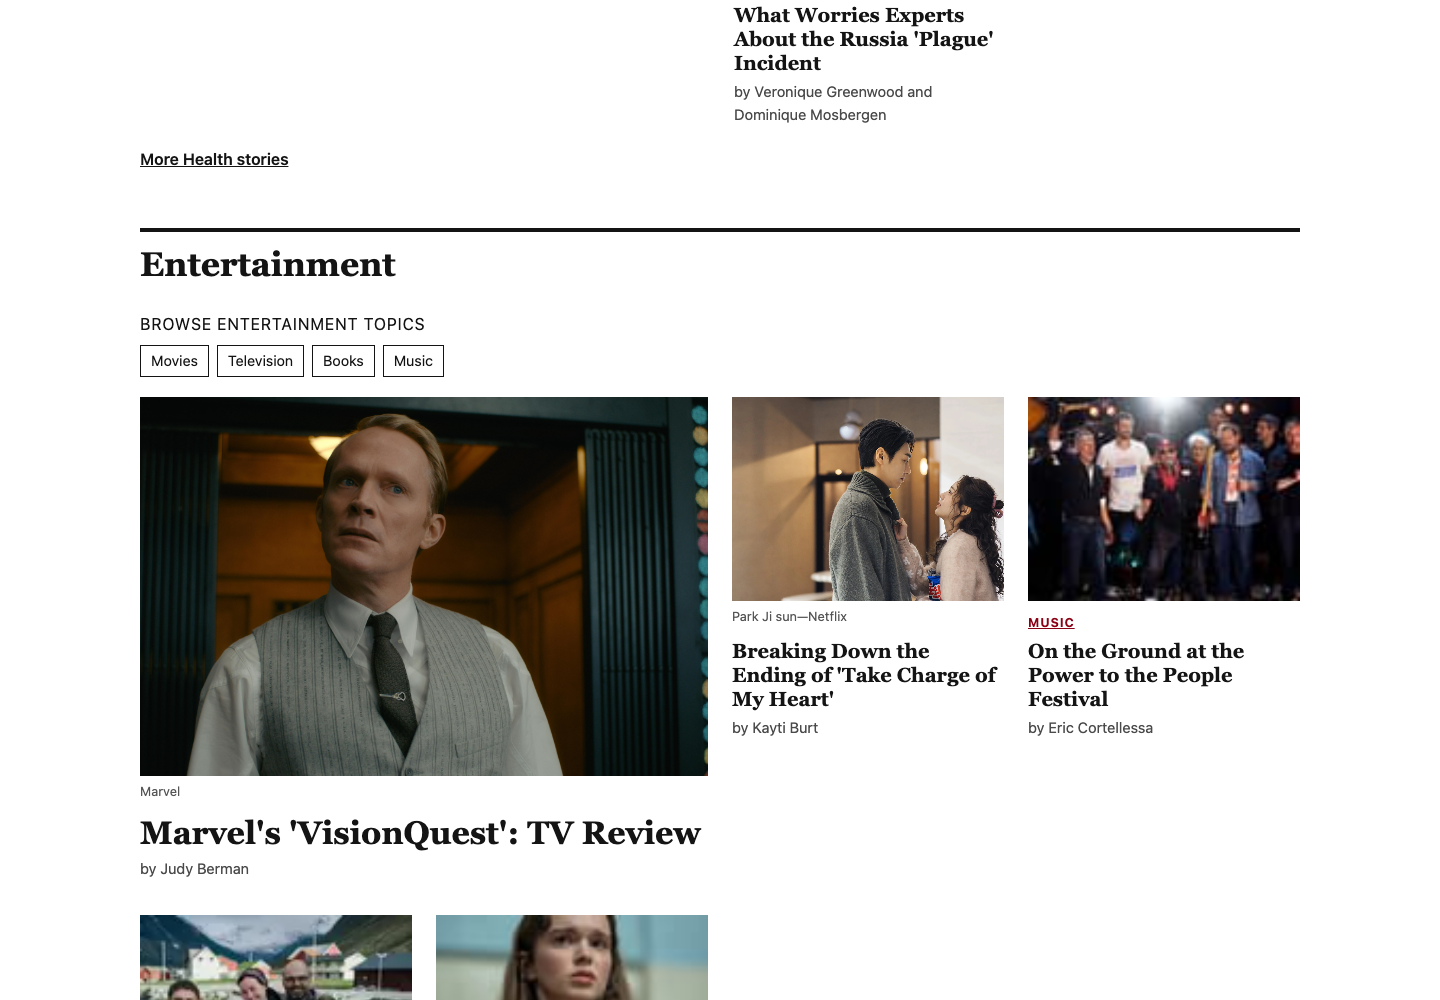 What Worries Experts
About the Russia 'Plague'
Incident
by Veronique Greenwood and
Dominique Mosbergen
More Health stories
Entertainment
BROWSE ENTERTAINMENT TOPICS
Movies
Television
Books
Music
Marvel
Marvel's 'VisionQuest': TV Review
by Judy Berman
Park Ji sun—Netflix
Breaking Down the
Ending of 'Take Charge of
My Heart'
by Kayti Burt
MUSIC
On the Ground at the
Power to the People
Festival
by Eric Cortellessa